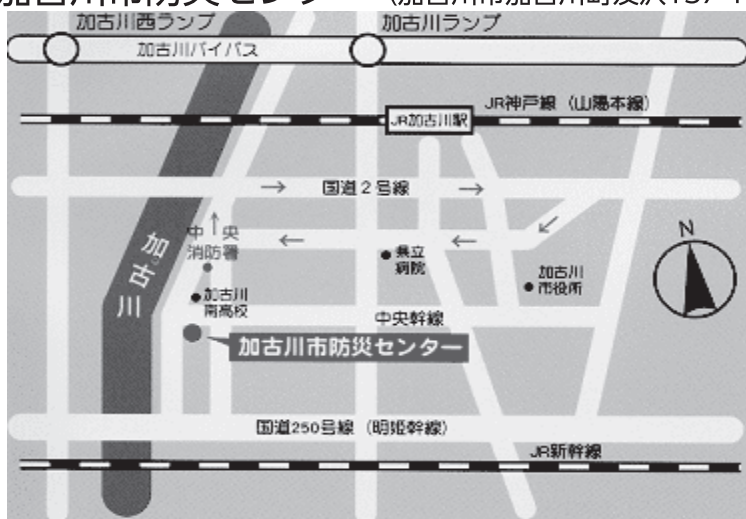 加古川西ランプ
加古川ランプ
加古川バイパス
JR神戸線（山陽本線）
JR加古川駅
国道2号線
中央
消防署
県立
病院
加古川
市役所
N
加古川
加古川
南高校
中央幹線
加古川市防災センター
国道250号線（明姫幹線）
JR新幹線